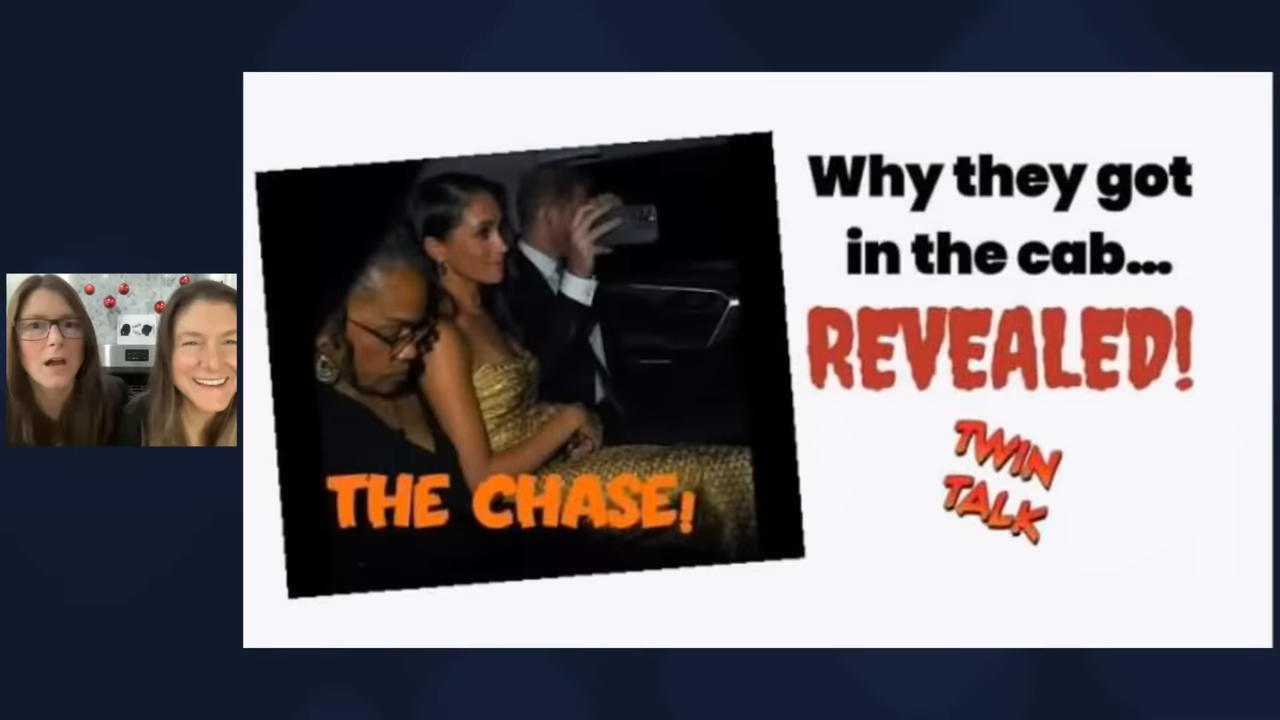 THE CHASE!
Why they got
in the cab...
REVEALED!
TWIN
TALK